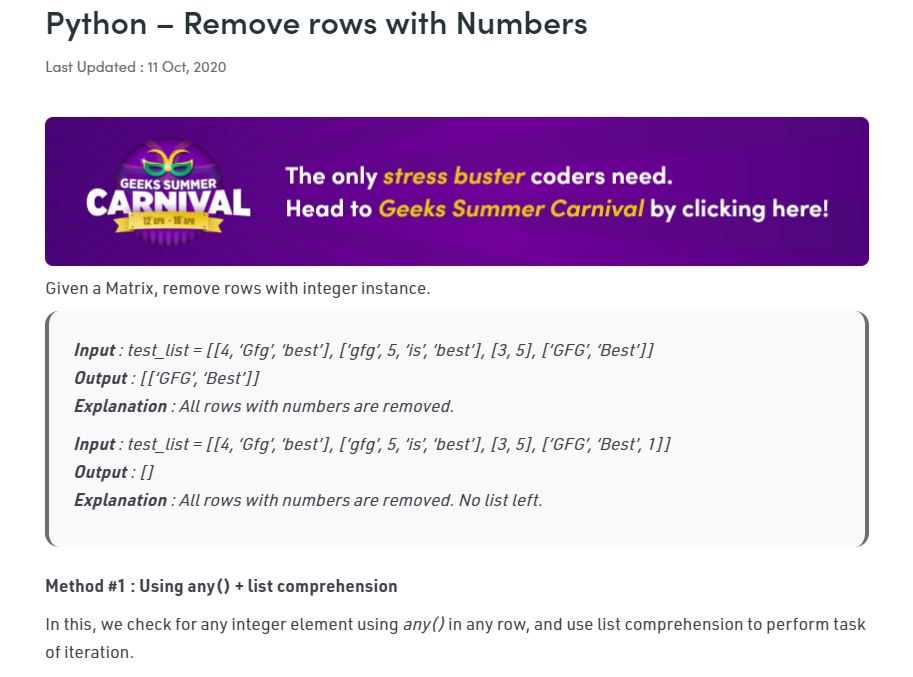 Python – Remove rows with Numbers
Last Updated : 11 Oct, 2020
GEEKS SUMMER
CARNIVAL
12 APR - 18 APR
The only stress buster coders need.
Head to Geeks Summer Carnival by clicking here!
Given a Matrix, remove rows with integer instance.
Input : test_list = [[4, ‘Gfg’, ‘best’], [‘gfg’, 5, ‘is’, ‘best’], [3, 5], [‘GFG’, ‘Best’]]
Output : [[‘GFG’, ‘Best’]]
Explanation : All rows with numbers are removed.
Input : test_list = [[4, ‘Gfg’, ‘best’], [‘gfg’, 5, ‘is’, ‘best’], [3, 5], [‘GFG’, ‘Best’, 1]]
Output : []
Explanation : All rows with numbers are removed. No list left.
Method #1 : Using any() + list comprehension
In this, we check for any integer element using any() in any row, and use list comprehension to perform task
of iteration.